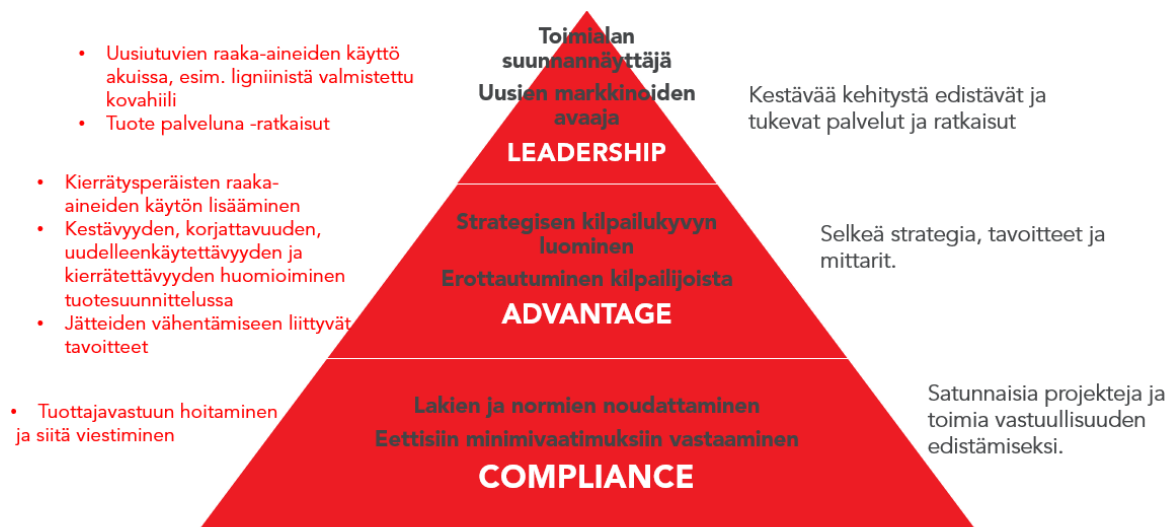 Toimialan
suunnannäyttäjä
Uusien markkinoiden
avaaja
LEADERSHIP
• Uusiutuvien raaka-aineiden käyttö
akuissa, esim. ligniinistä valmistettu
kovahiili
• Tuote palveluna -ratkaisut
Kestävää kehitystä edistävät ja
tukevat palvelut ja ratkaisut
• Kierrätysperäisten raaka-
aineiden käytön lisääminen
• Kestävyyden, korjattavuuden,
uudelleenkäytettävyyden ja
kierrätettävyyden huomioiminen
tuotesuunnittelussa
• Jätteiden vähentämiseen liittyvät
tavoitteet
Strategisen kilpailukyvyn
luominen
Erottautuminen kilpailijoista
ADVANTAGE
Selkeä strategia, tavoitteet ja
mittarit.
• Tuottajavastuun hoitaminen
ja siitä viestiminen
Lakien ja normien noudattaminen
Eettisiin minimivaatimuksiin vastaaminen
COMPLIANCE
Satunnaisia projekteja ja
toimia vastuullisuuden
edistämiseksi.